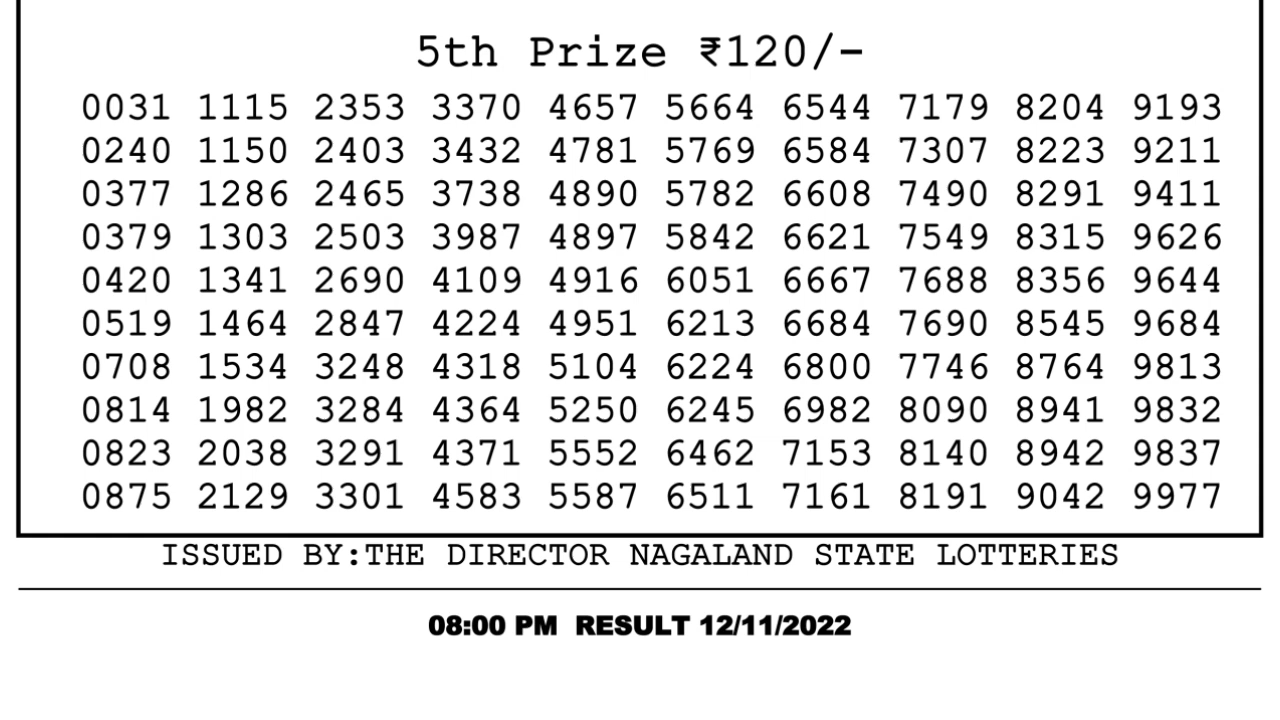 5th Prize ₹120/-
0031 1115 2353 3370 4657 5664 6544 7179 8204 9193
0240 1150 2403 3432 4781 5769 6584 7307 8223 9211
0377 1286 2465 3738 4890 5782 6608 7490 8291 9411
0379 1303 2503 3987 4897 5842 6621 7549 8315 9626
0420 1341 2690 4109 4916 6051 6667 7688 8356 9644
0519 1464 2847 4224 4951 6213 6684 7690 8545 9684
0708 1534 3248 4318 5104 6224 6800 7746 8764 9813
0814 1982 3284 4364 5250 6245 6982 8090 8941 9832
0823 2038 3291 4371 5552 6462 7153 8140 8942 9837
0875 2129 3301 4583 5587 6511 7161 8191 9042 9977
ISSUED BY:THE DIRECTOR NAGALAND STATE LOTTERIES
08:00 PM RESULT 12/11/2022